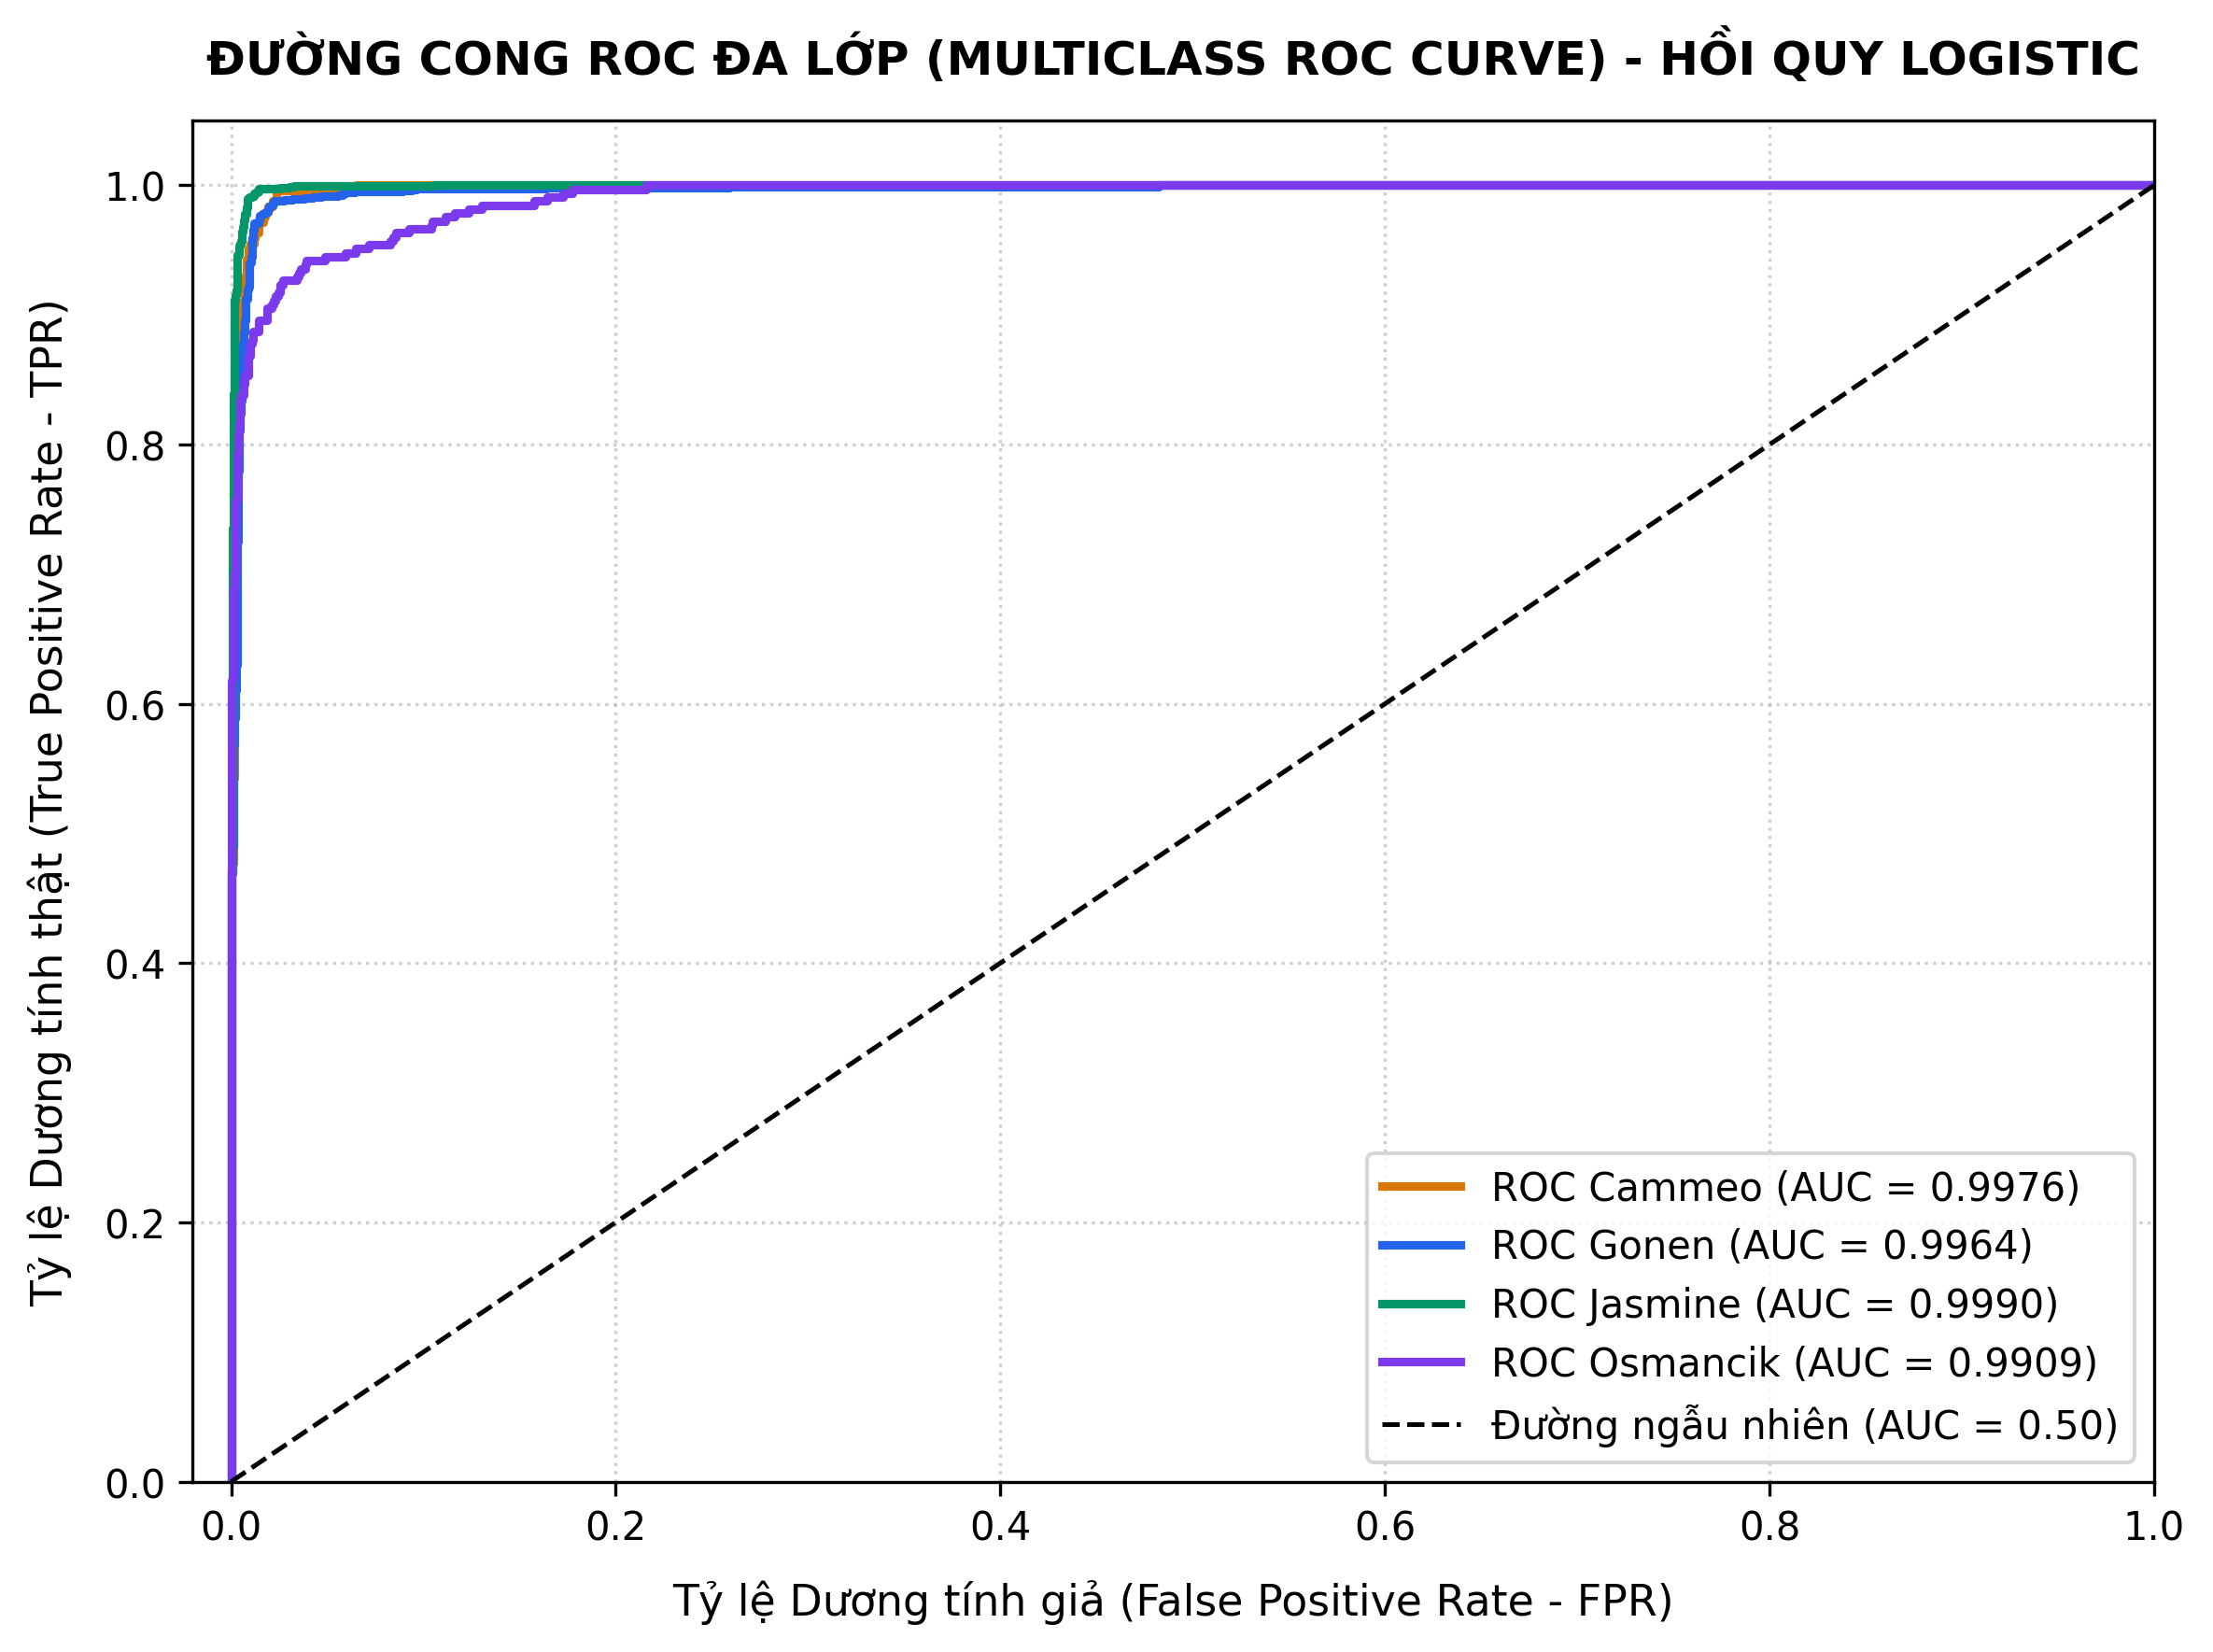 ĐƯỜNG CONG ROC ĐA LỚP (MULTICLASS ROC CURVE) - HỒI QUY LOGISTIC
Tỷ lệ Dương tính thật (True Positive Rate - TPR)
1.0
0.8
0.6
0.4
0.2
0.0
ROC Cammeo (AUC = 0.9976)
ROC Gonen (AUC = 0.9964)
ROC Jasmine (AUC = 0.9990)
ROC Osmancik (AUC = 0.9909)
Đường ngẫu nhiên (AUC = 0.50)
0.0 0.2 0.4 0.6 0.8 1.0
Tỷ lệ Dương tính giả (False Positive Rate - FPR)